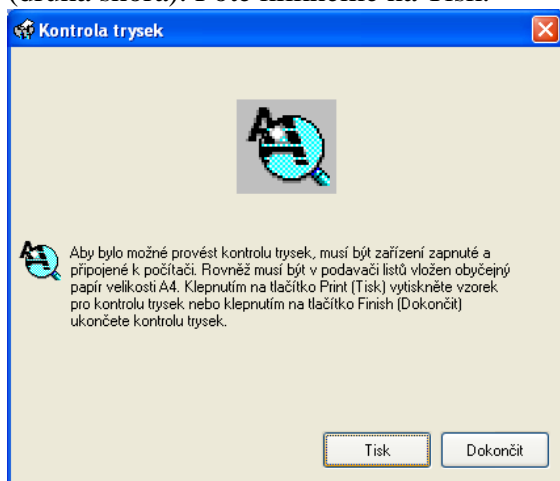 (druhá shora). Poté klikneme na Tisk.
Kontrola trysek
Aby bylo možné provést kontrolu trysek, musí být zařízení zapnuté a
připojené k počítači. Rovněž musí být v podavači listů vložen obyčejný
papír velikosti A4. Klepnutím na tlačítko Print (Tisk) vytiskněte vzorek
pro kontrolu trysek nebo klepnutím na tlačítko Finish (Dokončit)
ukončete kontrolu trysek.
Tisk
Dokončit